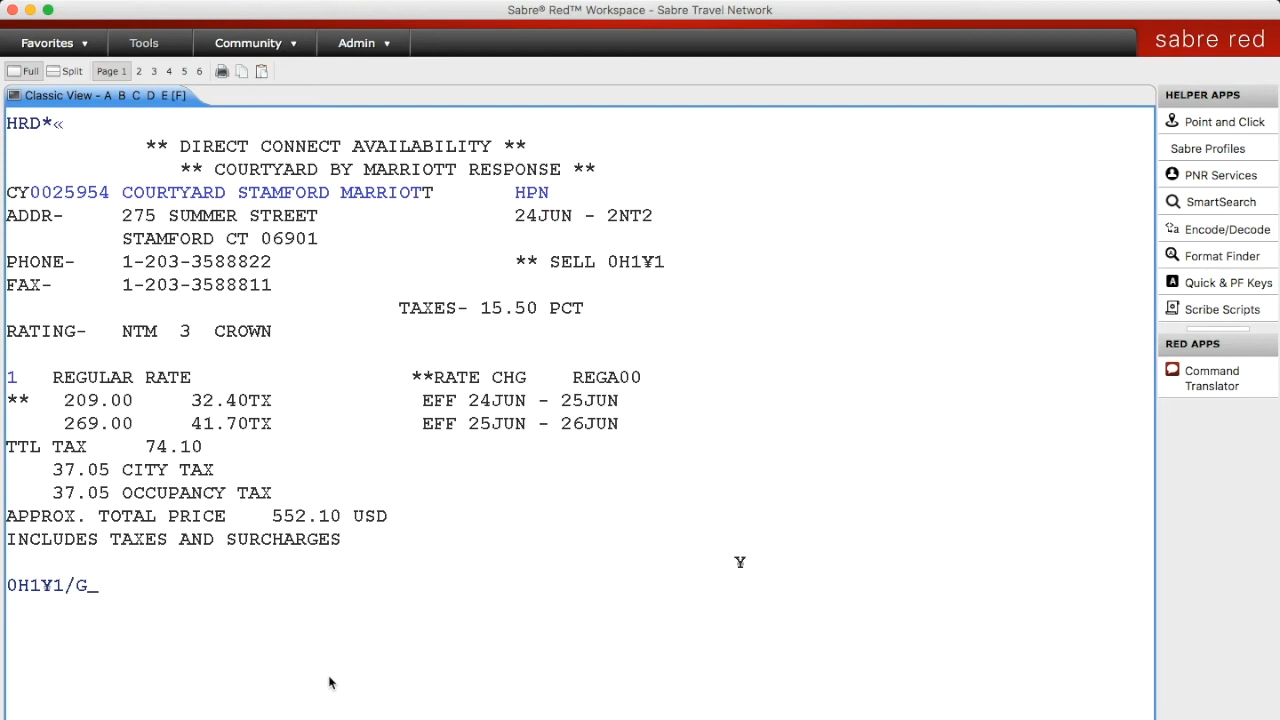 Sabre® Red™ Workspace - Sabre Travel Network
Favorites ▾ Tools Community ▾ Admin ▾ sabre red
Full Split Page 1 2 3 4 5 6
Classic View - A B C D E [F]
HRD*«
** DIRECT CONNECT AVAILABILITY **
** COURTYARD BY MARRIOTT RESPONSE **
CY0025954 COURTYARD STAMFORD MARRIOTT HPN
ADDR- 275 SUMMER STREET 24JUN - 2NT2
STAMFORD CT 06901
PHONE- 1-203-3588822 ** SELL 0H1¥1
FAX- 1-203-3588811
TAXES- 15.50 PCT
RATING- NTM 3 CROWN
1 REGULAR RATE **RATE CHG REGA00
** 209.00 32.40TX EFF 24JUN - 25JUN
269.00 41.70TX EFF 25JUN - 26JUN
TTL TAX 74.10
37.05 CITY TAX
37.05 OCCUPANCY TAX
APPROX. TOTAL PRICE 552.10 USD
INCLUDES TAXES AND SURCHARGES
¥
0H1¥1/G_
HELPER APPS
Point and Click
Sabre Profiles
PNR Services
SmartSearch
Encode/Decode
Format Finder
Quick & PF Keys
Scribe Scripts
RED APPS
Command
Translator